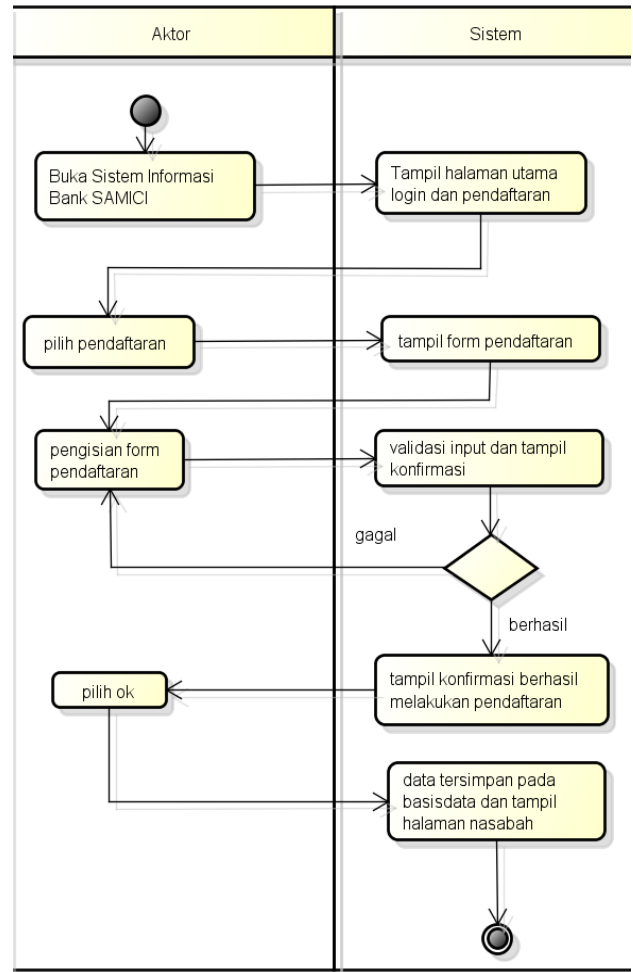 Aktor
Sistem
Buka Sistem Informasi
Bank SAMICI
Tampil halaman utama
login dan pendaftaran
pilih pendaftaran
tampil form pendaftaran
pengisian form
pendaftaran
validasi input dan tampil
konfirmasi
gagal
berhasil
pilih ok
tampil konfirmasi berhasil
melakukan pendaftaran
data tersimpan pada
basisdata dan tampil
halaman nasabah